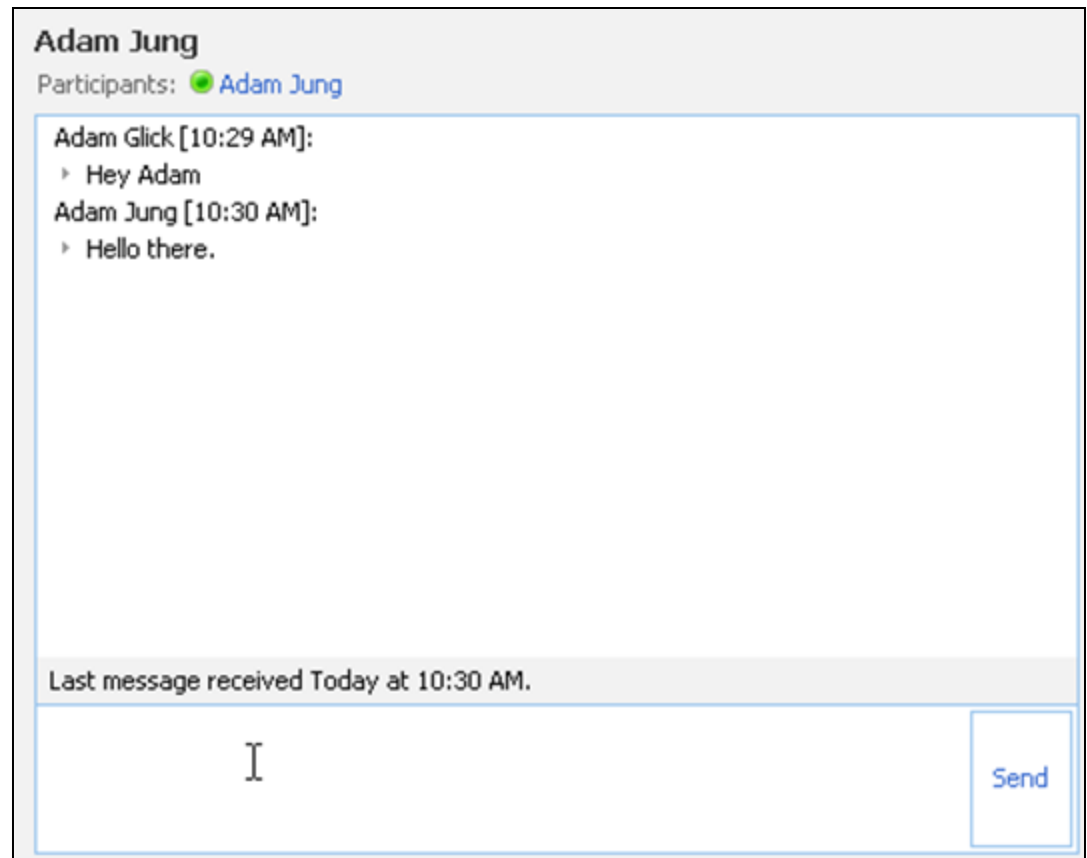 Adam Jung
Participants: Adam Jung
Adam Glick [10:29 AM]:
Hey Adam
Adam Jung [10:30 AM]:
Hello there.
Last message received Today at 10:30 AM.
Send